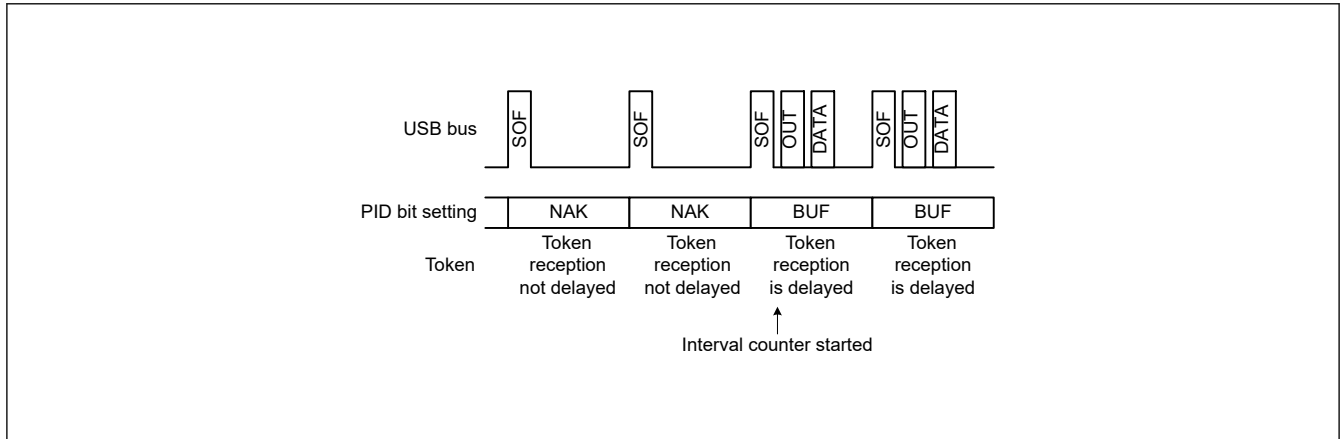 USB bus
SOF
SOF
SOF
OUT
DATA
SOF
OUT
DATA
PID bit setting
NAK
NAK
BUF
BUF
Token
Token
reception
not delayed
Token
reception
not delayed
Token
reception
is delayed
Token
reception
is delayed
Interval counter started